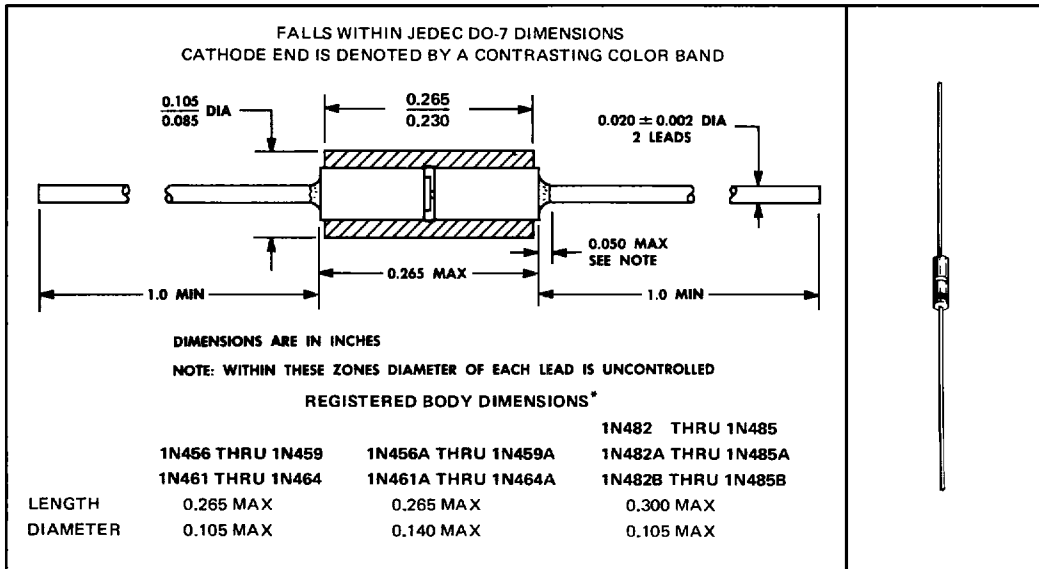 FALLS WITHIN JEDEC DO-7 DIMENSIONS
CATHODE END IS DENOTED BY A CONTRASTING COLOR BAND
0.105
0.085 DIA
0.265
0.230
0.020 ± 0.002 DIA
2 LEADS
0.050 MAX
SEE NOTE
0.265 MAX
1.0 MIN
1.0 MIN
DIMENSIONS ARE IN INCHES
NOTE: WITHIN THESE ZONES DIAMETER OF EACH LEAD IS UNCONTROLLED
REGISTERED BODY DIMENSIONS*
1N482 THRU 1N485
1N456 THRU 1N459 1N456A THRU 1N459A 1N482A THRU 1N485A
1N461 THRU 1N464 1N461A THRU 1N464A 1N482B THRU 1N485B
LENGTH 0.265 MAX 0.265 MAX 0.300 MAX
DIAMETER 0.105 MAX 0.140 MAX 0.105 MAX